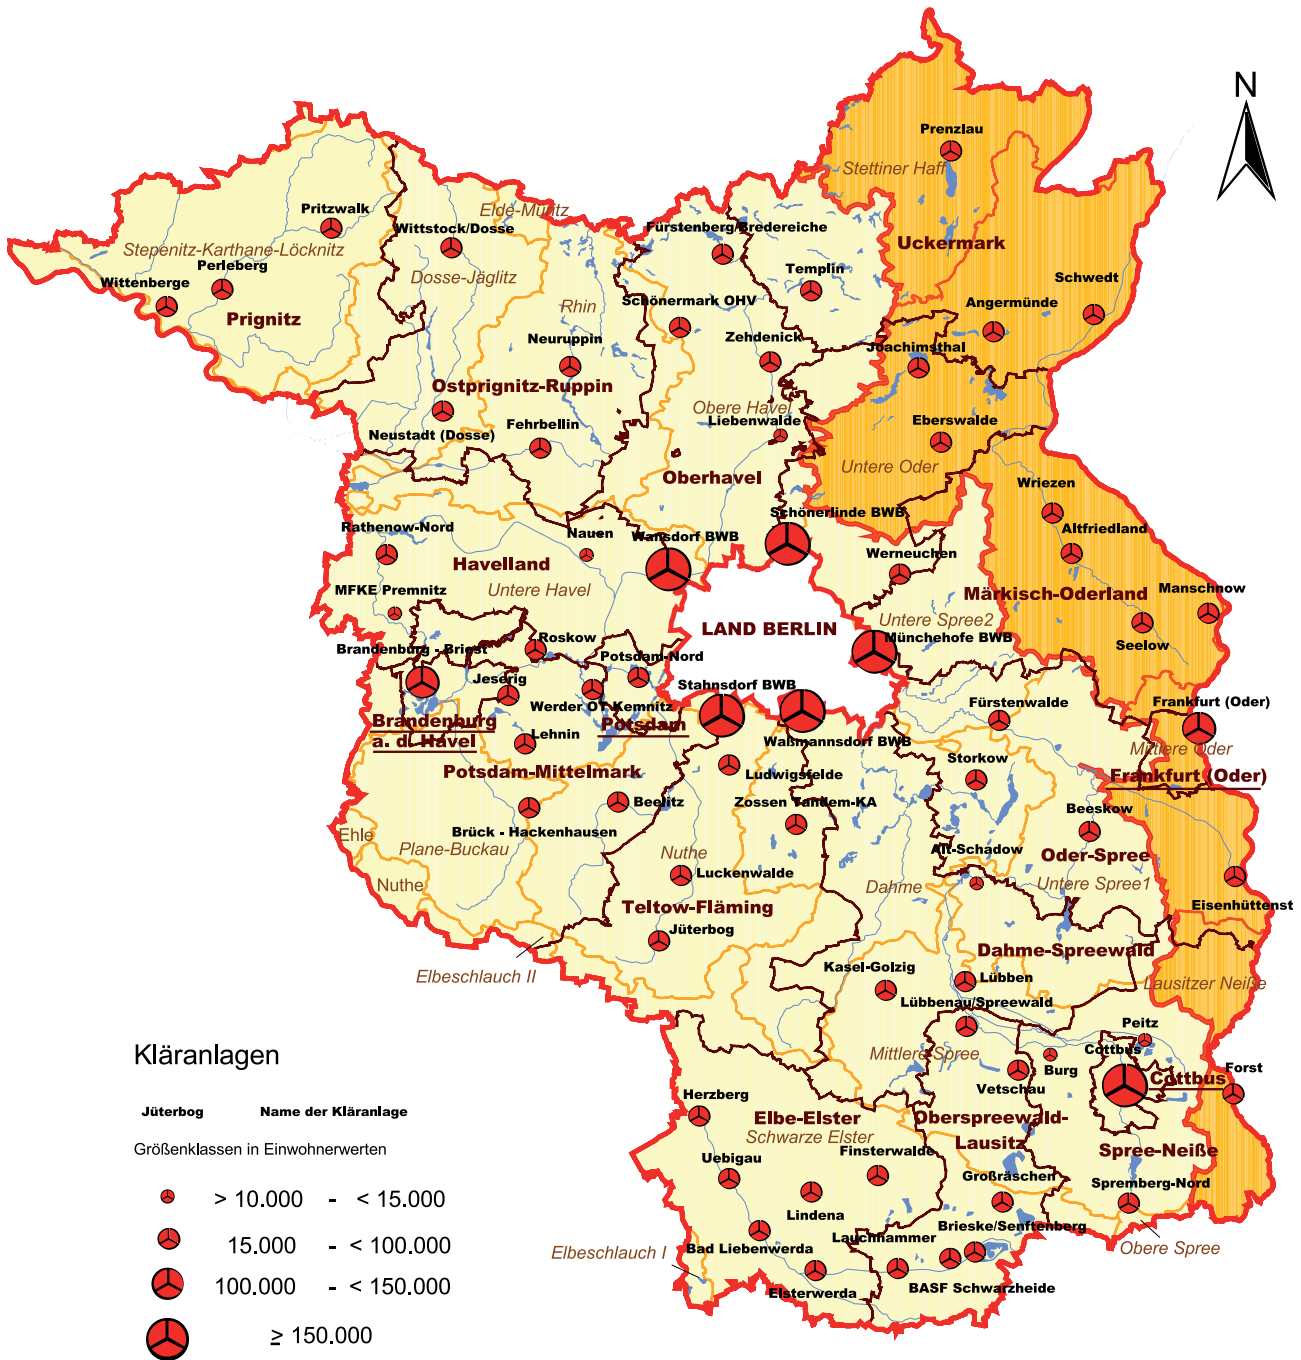 N
Prenzlau
Stettiner Haff
Pritzwalk
Elde-Müritz
Wittstock/Dosse
Fürstenberg/Bredereiche
Uckermark
Stepenitz-Karthane-Löcknitz
Perleberg
Dosse-Jäglitz
Templin
Schwedt
Wittenberge
Schönermark OHV
Rhin
Angermünde
Prignitz
Neuruppin
Zehdenick
Joachimsthal
Ostprignitz-Ruppin
Obere Havel
Fehrbellin
Liebenwalde
Eberswalde
Neustadt (Dosse)
Untere Oder
Oberhavel
Wriezen
Schönerlinde BWB
Rathenow-Nord
Nauen
Wansdorf BWB
Altfriedland
Havelland
Werneuchen
MFKE Premnitz
Untere Havel
Märkisch-Oderland
Manschnow
Untere Spree2
LAND BERLIN
Münchehofe BWB
Roskow
Seelow
Brandenburg - Briest
Potsdam-Nord
Jeserig
Stahnsdorf BWB
Werder OT Kemnitz
Fürstenwalde
Frankfurt (Oder)
Brandenburg
a. d. Havel
Potsdam
Lehnin
Waßmannsdorf BWB
Mittlere Oder
Potsdam-Mittelmark
Ludwigsfelde
Storkow
Frankfurt (Oder)
Beelitz
Zossen Tandem-KA
Beeskow
Brück - Hackenhausen
Ehle
Plane-Buckau
Nuthe
Alt-Schadow
Oder-Spree
Nuthe
Luckenwalde
Dahme
Untere Spree1
Eisenhüttenst
Teltow-Fläming
Jüterbog
Dahme-Spreewald
Elbeschlauch II
Kasel-Golzig
Lübben
Lausitzer Neiße
Lübbenau/Spreewald
Peitz
Mittlere Spree
Cottbus
Burg
Forst
Vetschau
Cottbus
Herzberg
Elbe-Elster
Oberspreewald-
Lausitz
Schwarze Elster
Spree-Neiße
Uebigau
Finsterwalde
Großräschen
Spremberg-Nord
Lindena
Brieske/Senftenberg
Lauchhammer
Bad Liebenwerda
Obere Spree
Elbeschlauch I
Elsterwerda
BASF Schwarzheide
Kläranlagen
Jüterbog Name der Kläranlage
Größenklassen in Einwohnerwerten
> 10.000 - < 15.000
15.000 - < 100.000
100.000 - < 150.000
≥ 150.000